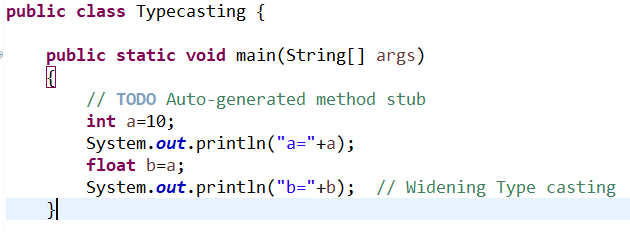 public class Typecasting {
public static void main(String[] args)
{
// TODO Auto-generated method stub
int a=10;
System.out.println("a="+a);
float b=a;
System.out.println("b="+b);  // Widening Type casting
}